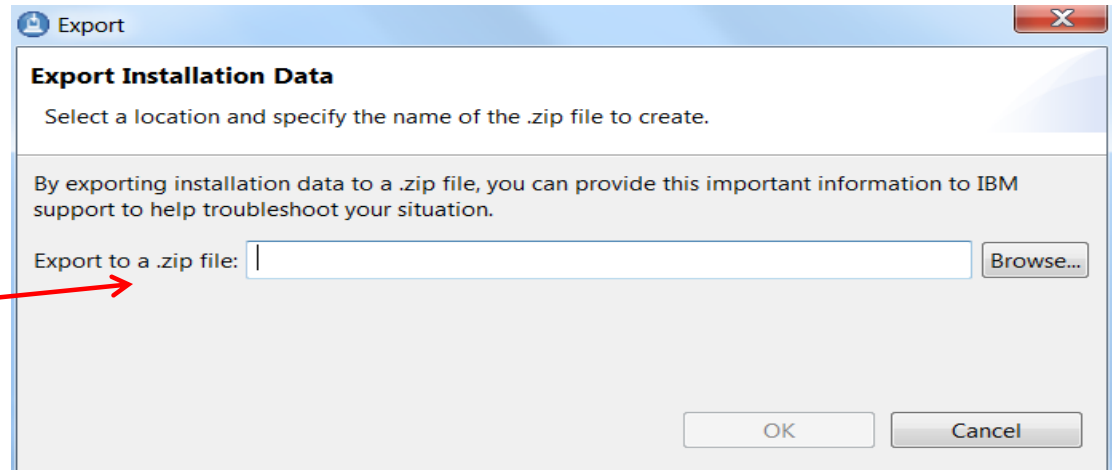 Export
Export Installation Data
Select a location and specify the name of the .zip file to create.
By exporting installation data to a .zip file, you can provide this important information to IBM
support to help troubleshoot your situation.
Export to a .zip file: Browse...
OK Cancel